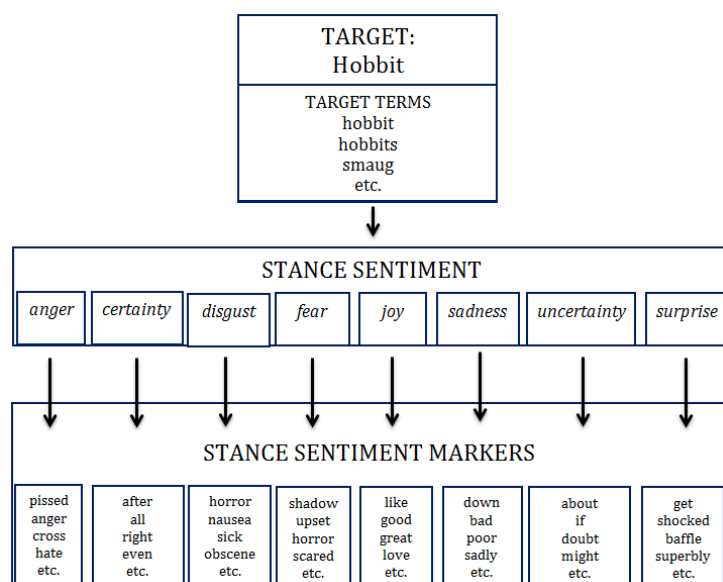 TARGET:
Hobbit
TARGET TERMS
hobbit
hobbits
smaug
etc.
STANCE SENTIMENT
anger
certainty
disgust
fear
joy
sadness
uncertainty
surprise
STANCE SENTIMENT MARKERS
pissed
anger
cross
hate
etc.
after
all
right
even
etc.
horror
nausea
sick
obscene
etc.
shadow
upset
horror
scared
etc.
like
good
great
love
etc.
down
bad
poor
sadly
etc.
about
if
doubt
might
etc.
get
shocked
baffle
superbly
etc.